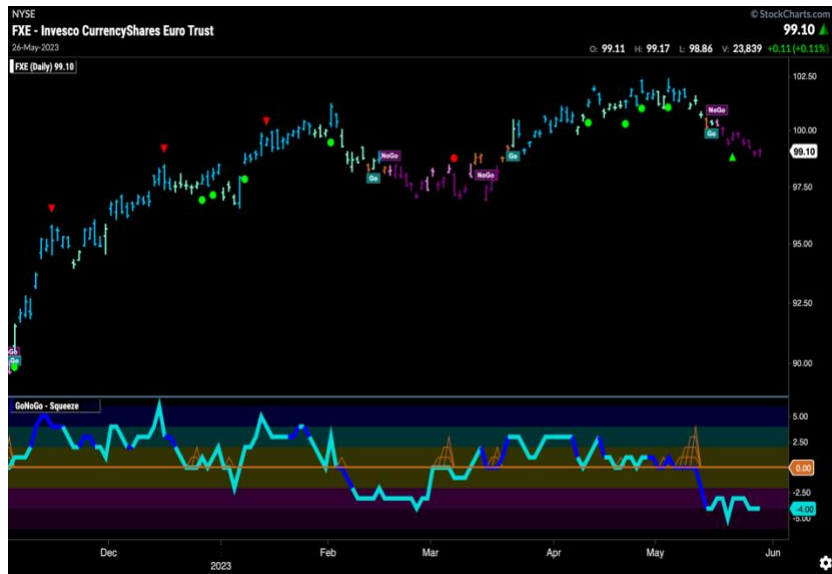 NYSE
© StockCharts.com
FXE - Invesco CurrencyShares Euro Trust
99.10
26-May-2023
O: 99.11 H: 99.17 L: 98.86 V: 23,839 +0.11 (+0.11%)
FXE (Daily) 99.10
102.50
NoGo
Go
100.00
NoGo
Go
99.10
Go
NoGo
97.50
95.00
92.50
Go
Go
90.00
GoNoGo - Squeeze
5.00
2.50
0.00
-2.50
-4.00
-5.00
Dec
2023
Feb
Mar
Apr
May
Jun